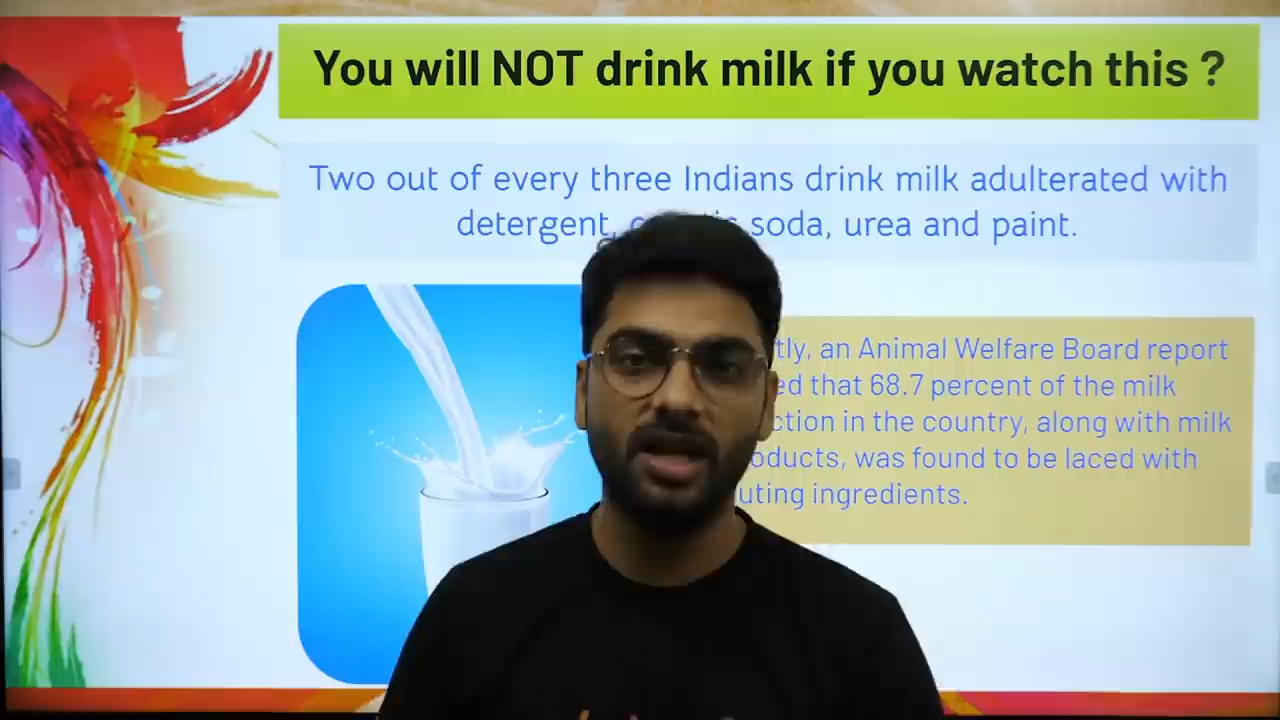 You will NOT drink milk if you watch this ?
Two out of every three Indians drink milk adulterated with
detergent, soda, urea and paint.
an Animal Welfare Board report
that 68.7 percent of the milk
in the country, along with milk
was found to be laced with
ingredients.